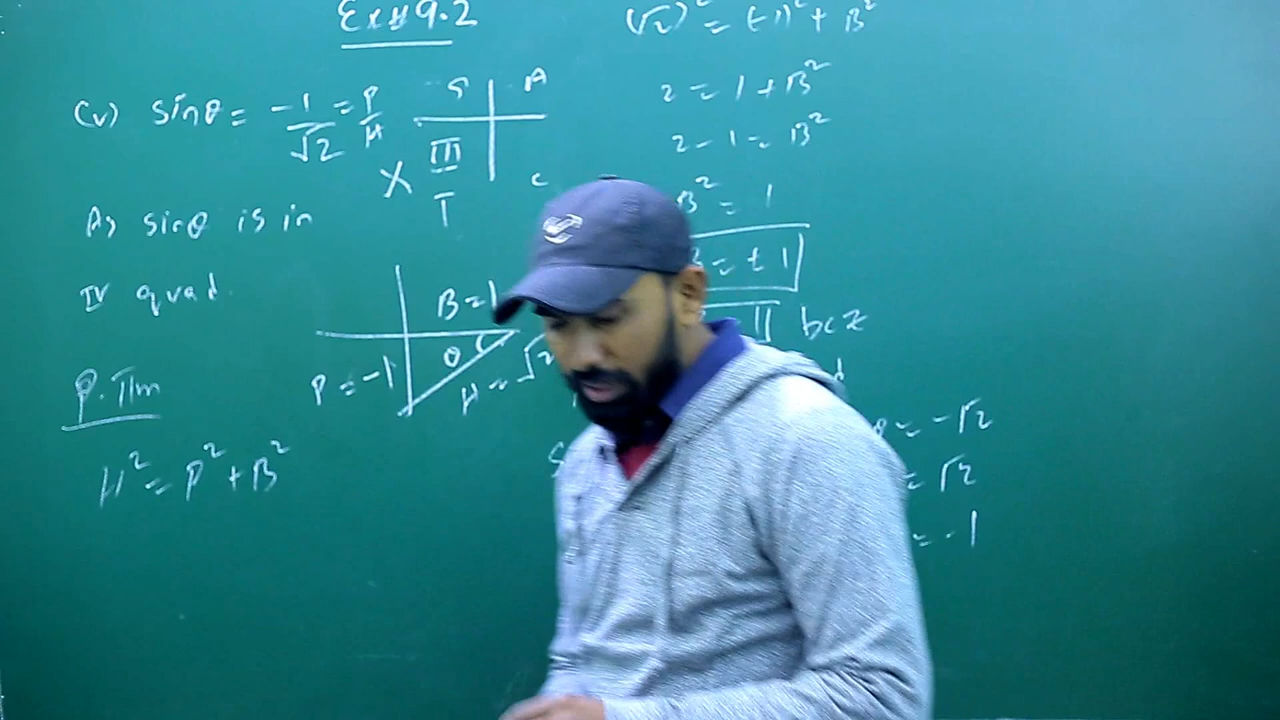 Ex # 9.2
(v) sinθ = -1/√2 = P/H
S A
III
X T C
As sinθ is in
IV quad.
P. Thm
H² = P² + B²
B = 1
θ
P = -1
H = √2
(√2)² = (-1)² + B²
2 = 1 + B²
2 - 1 = B²
B² = 1
= ±1
bcz
= -√2
= √2
= -1